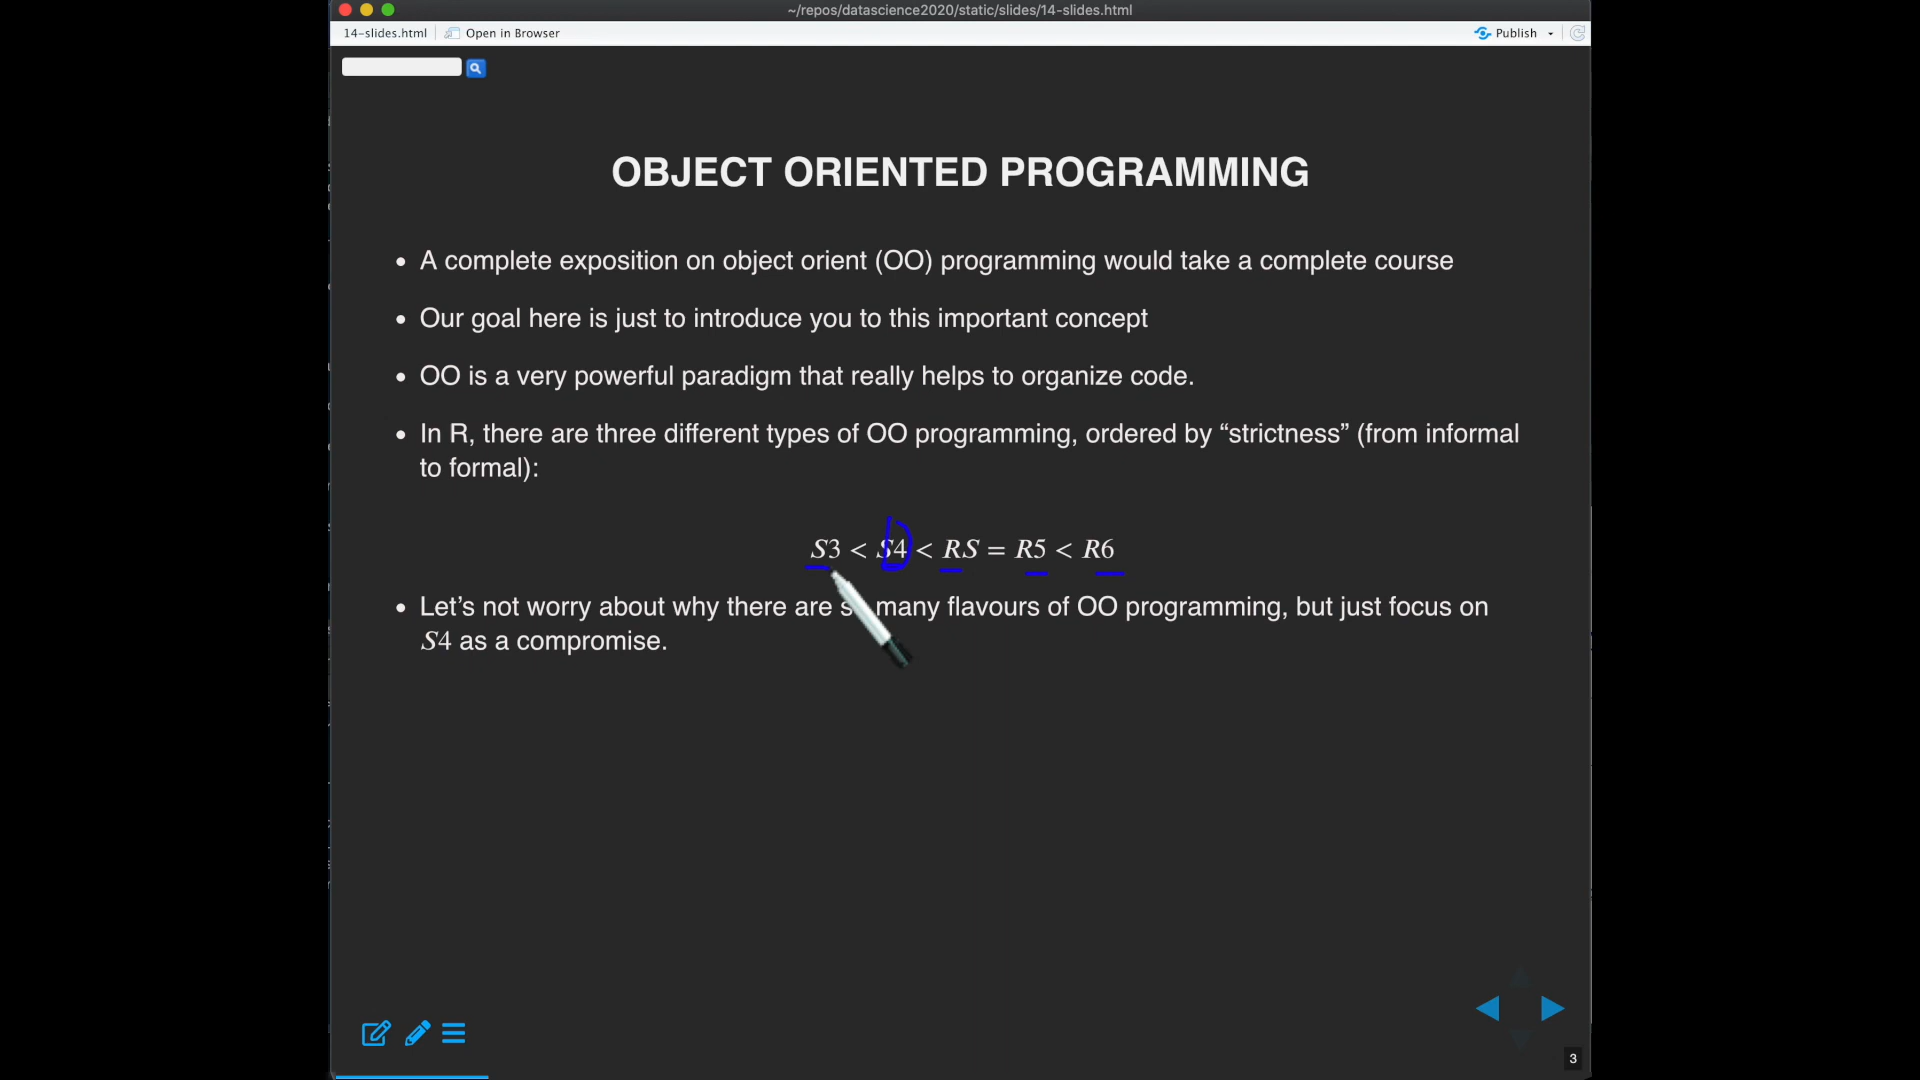 ~/repos/datascience2020/static/slides/14-slides.html
14-slides.html Open in Browser Publish
OBJECT ORIENTED PROGRAMMING
• A complete exposition on object orient (OO) programming would take a complete course
• Our goal here is just to introduce you to this important concept
• OO is a very powerful paradigm that really helps to organize code.
• In R, there are three different types of OO programming, ordered by “strictness” (from informal
to formal):
S3 < S4 < RS = R5 < R6
• Let’s not worry about why there are many flavours of OO programming, but just focus on
S4 as a compromise.
3